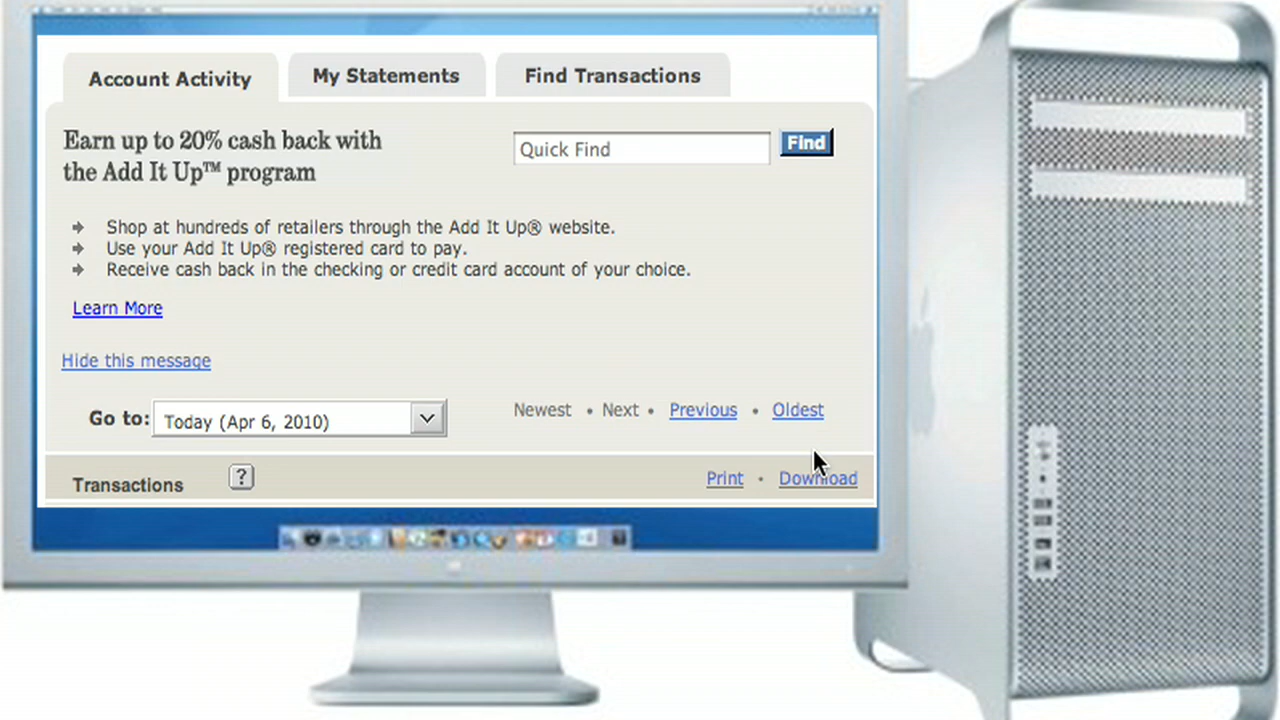 Account Activity
My Statements
Find Transactions
Earn up to 20% cash back with
the Add It Up™ program
Quick Find
Find
Shop at hundreds of retailers through the Add It Up® website.
Use your Add It Up® registered card to pay.
Receive cash back in the checking or credit card account of your choice.
Learn More
Hide this message
Go to: Today (Apr 6, 2010)
Newest • Next • Previous • Oldest
Transactions ?
Print • Download